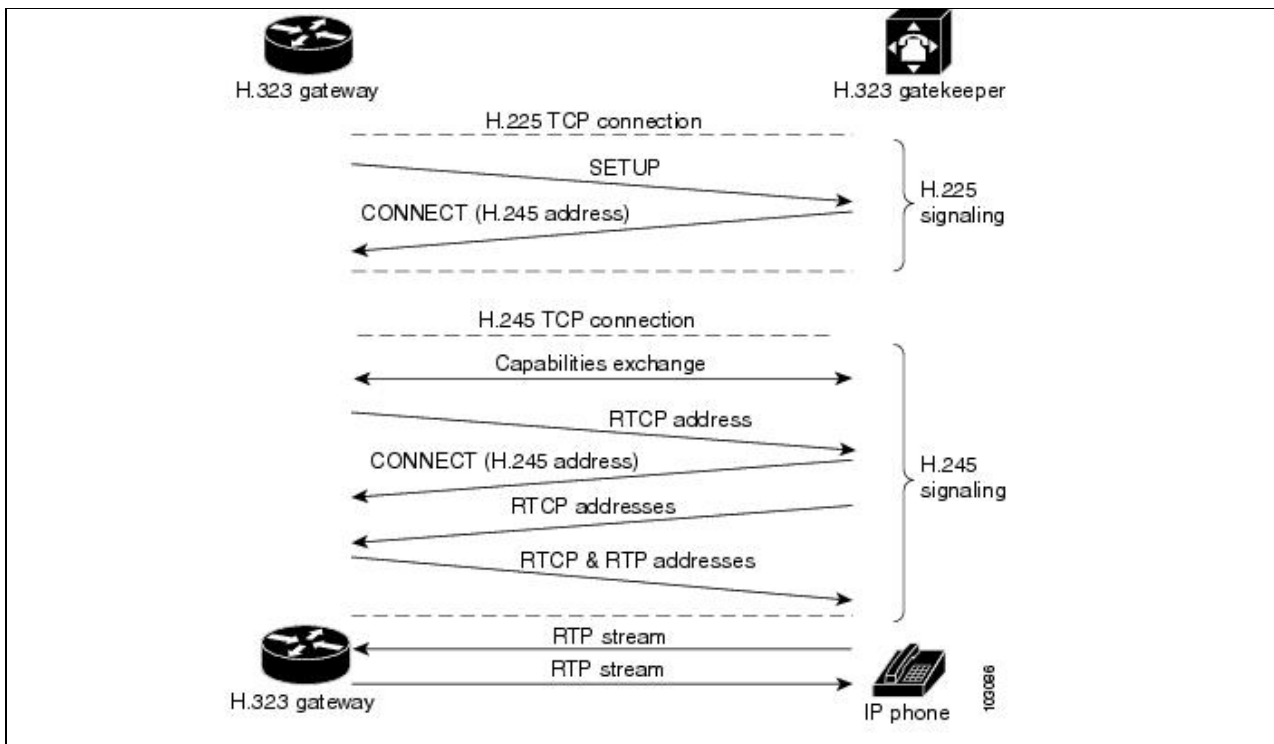 H.323 gateway
H.323 gatekeeper
H.225 TCP connection
SETUP
CONNECT (H.245 address)
H.225
signaling
H.245 TCP connection
Capabilities exchange
RTCP address
CONNECT (H.245 address)
RTCP addresses
RTCP & RTP addresses
H.245
signaling
RTP stream
RTP stream
H.323 gateway
IP phone
103086